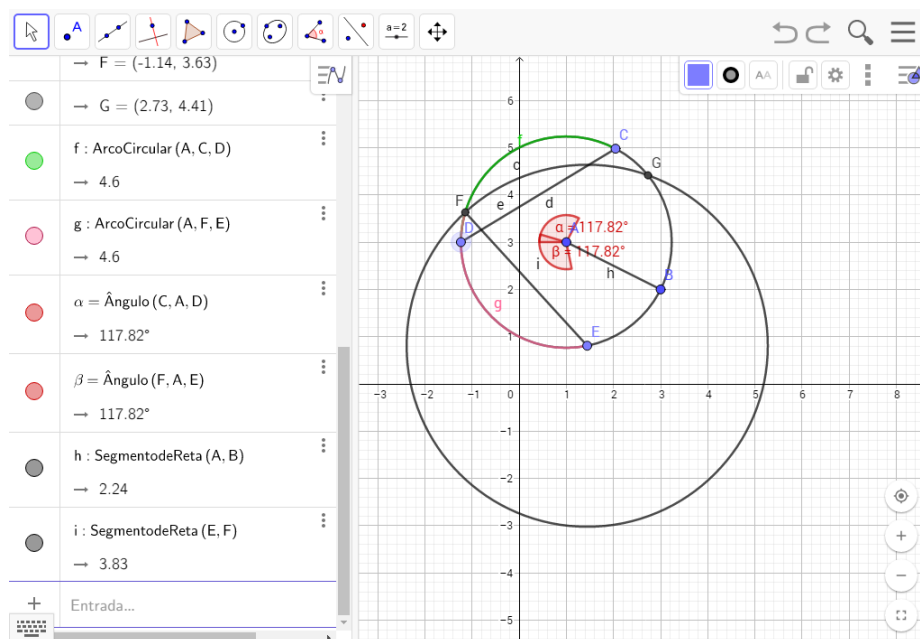 A
α
a=2
→ F = (-1.14, 3.63)
→ G = (2.73, 4.41)
f : ArcoCircular (A, C, D)
→ 4.6
g : ArcoCircular (A, F, E)
→ 4.6
α = Ângulo (C, A, D)
→ 117.82°
β = Ângulo (F, A, E)
→ 117.82°
h : SegmentodeReta (A, B)
→ 2.24
i : SegmentodeReta (E, F)
→ 3.83
+ Entrada...
AA
6
f
C
5
c
G
4
F
e
d
D
α = 117.82°
A
3
β = 117.82°
i
h
B
2
g
E
1
−3 −2 −1 0 1 2 3 4 5 6 7 8
−1
−2
−3
−4
−5